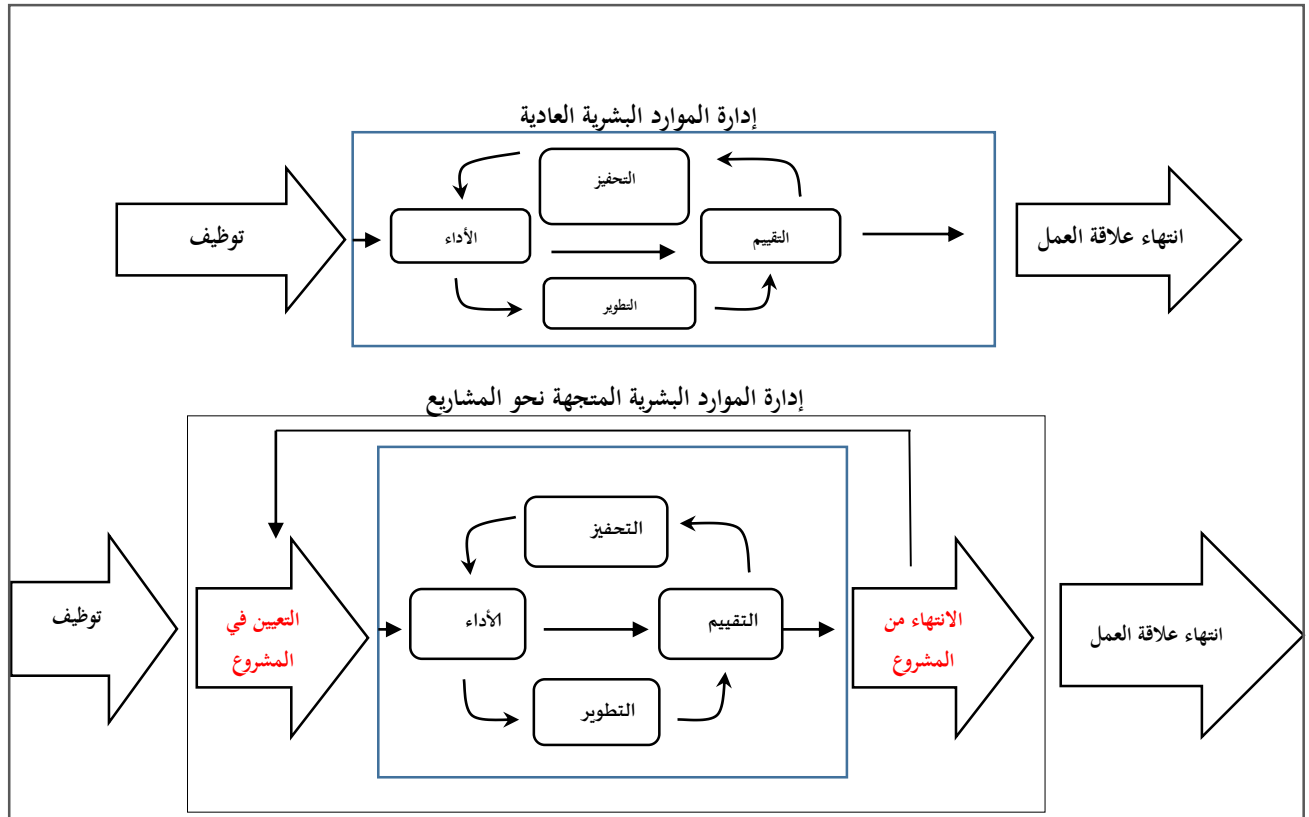 إدارة الموارد البشرية العادية
توظيف
الأداء
التحفيز
التطوير
التقييم
انتهاء علاقة العمل
إدارة الموارد البشرية المتجهة نحو المشاريع
توظيف
التعيين في
المشروع
الأداء
التحفيز
التطوير
التقييم
الانتهاء من
المشروع
انتهاء علاقة العمل